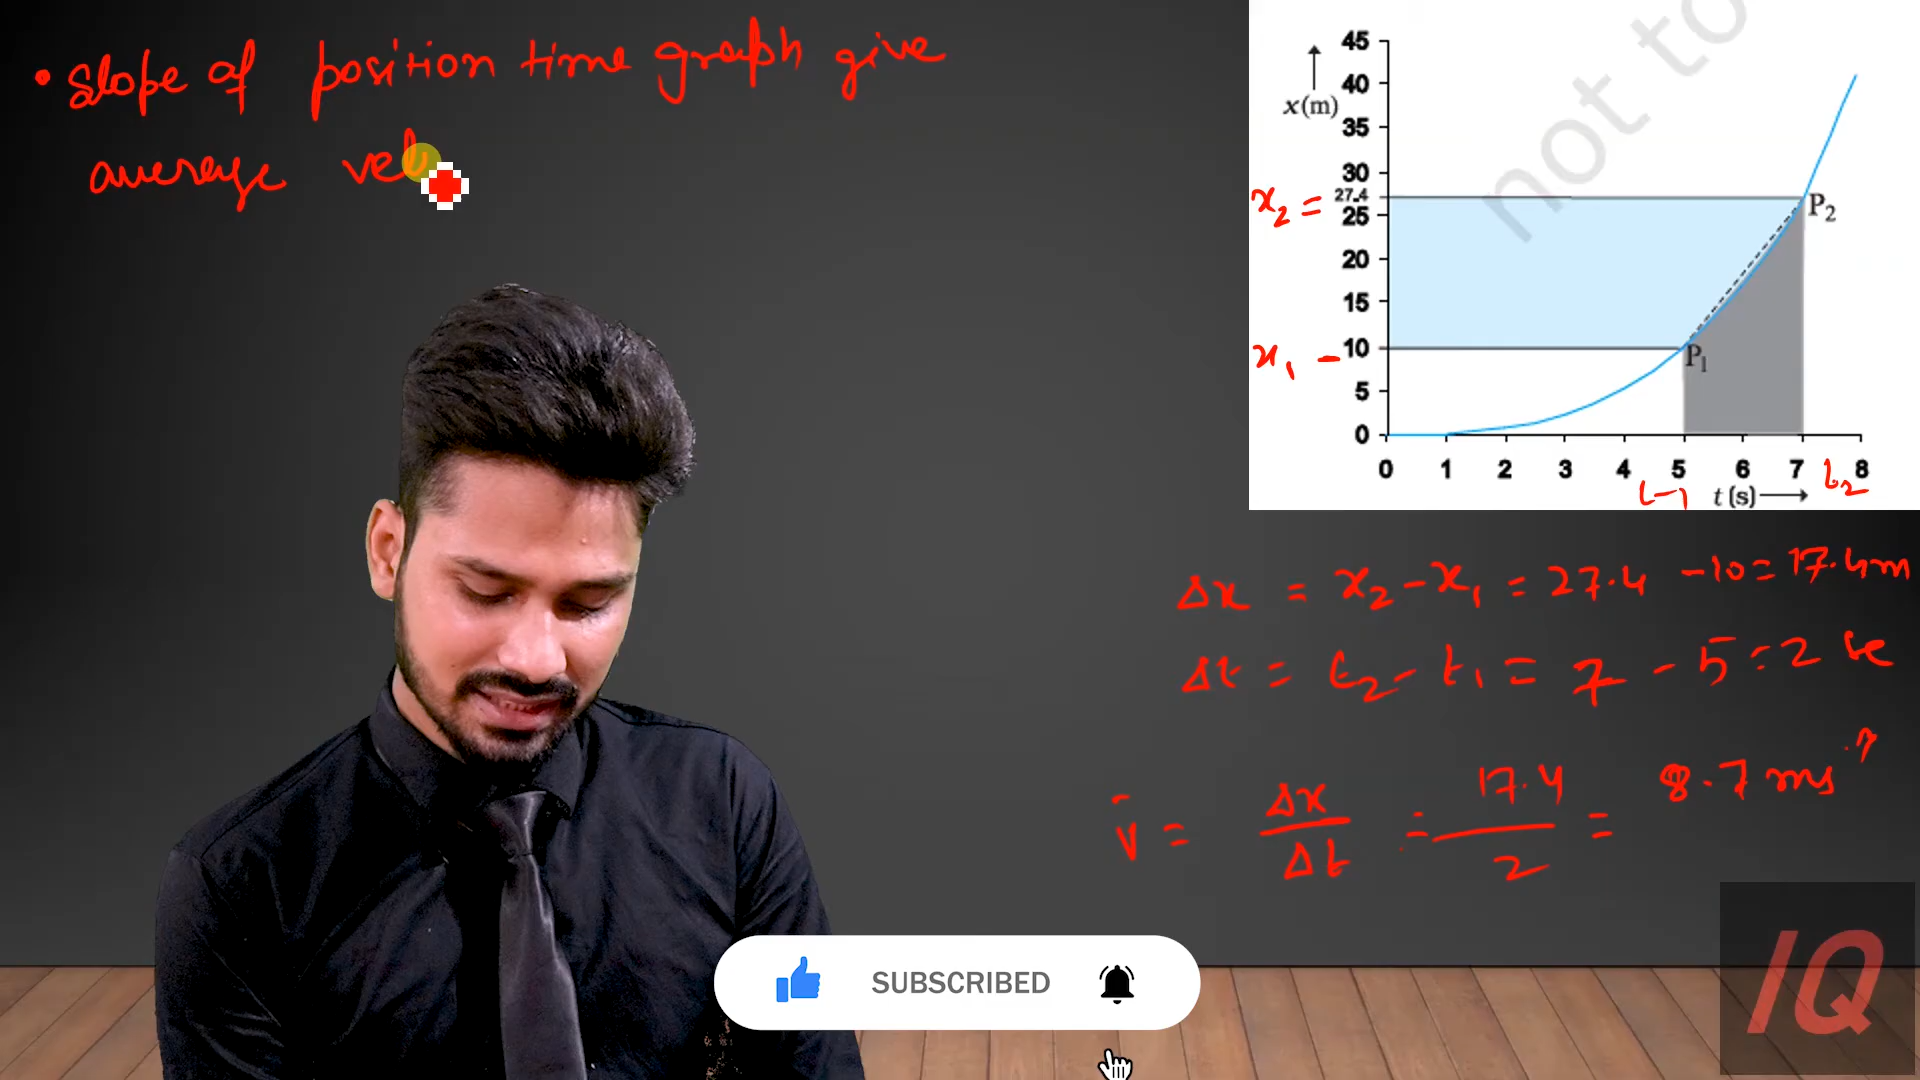 • Slope of position time graph give
average vel
not to
45
x(m)
40
35
30
x₂ = 27.4
25
P₂
20
15
x₁ - 10
P₁
5
0
0 1 2 3 4 5 6 7 8
t₂
t(s)
Δx = x₂ - x₁ = 27.4 - 10 = 17.4 m
Δt = t₂ - t₁ = 7 - 5 = 2 se
v̄ = Δx/Δt = 17.4/2 = 8.7 ms
SUBSCRIBED
IQ